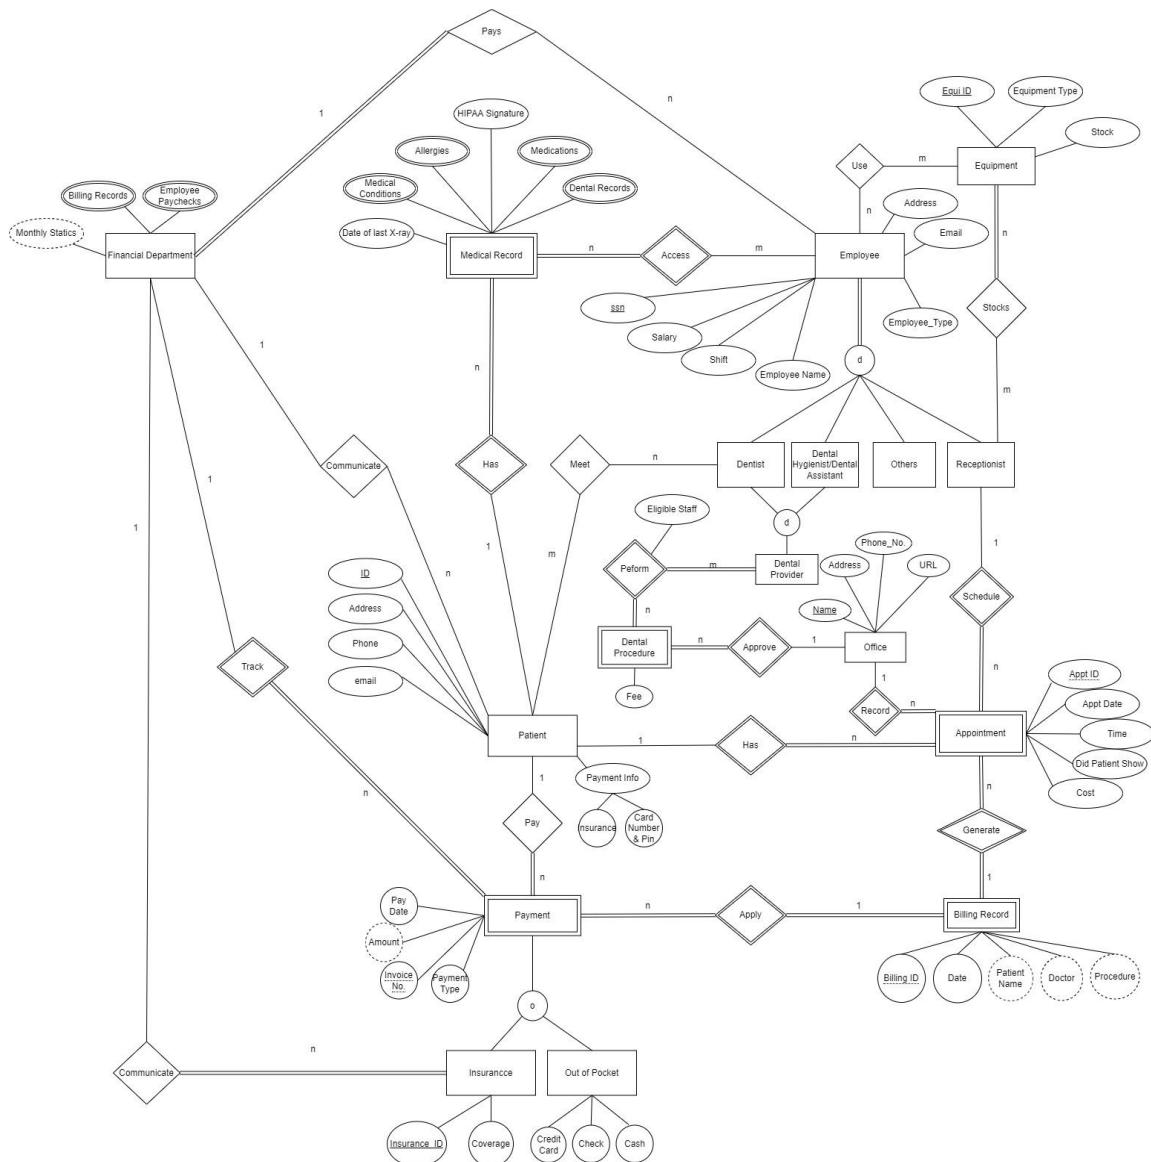 Pays
1
n
Equi ID
Equipment Type
Stock
HIPAA Signature
Allergies
Medications
Medical
Conditions
Dental Records
Date of last X-ray
Medical Record
Billing Records
Employee
Paychecks
Monthly Statics
Financial Department
Use
m
Equipment
n
Address
Email
n
Access
m
Employee
n
ssn
Salary
Shift
Employee Name
Employee_Type
Stocks
d
1
n
m
1
Communicate
Has
Meet
n
Dentist
Dental
Hygienist/Dental
Assistant
Others
Receptionist
1
Eligible Staff
d
Phone_No.
1
1
m
n
ID
Address
Phone
email
Peform
m
Dental
Provider
Address
URL
Schedule
n
Name
Dental
Procedure
n
Approve
1
Office
n
Track
Fee
1
Record
n
Appt ID
Appt Date
Time
Did Patient Show
Cost
Patient
1
Has
n
Appointment
Payment Info
1
n
n
Pay
nsurance
Card
Number
& Pin
Generate
n
1
Pay
Date
Amount
Invoice
No.
Payment
Type
Payment
n
Apply
1
Billing Record
Billing ID
Date
Patient
Name
Doctor
Procedure
o
Communicate
n
Insurancce
Out of Pocket
Insurance_ID
Coverage
Credit
Card
Check
Cash